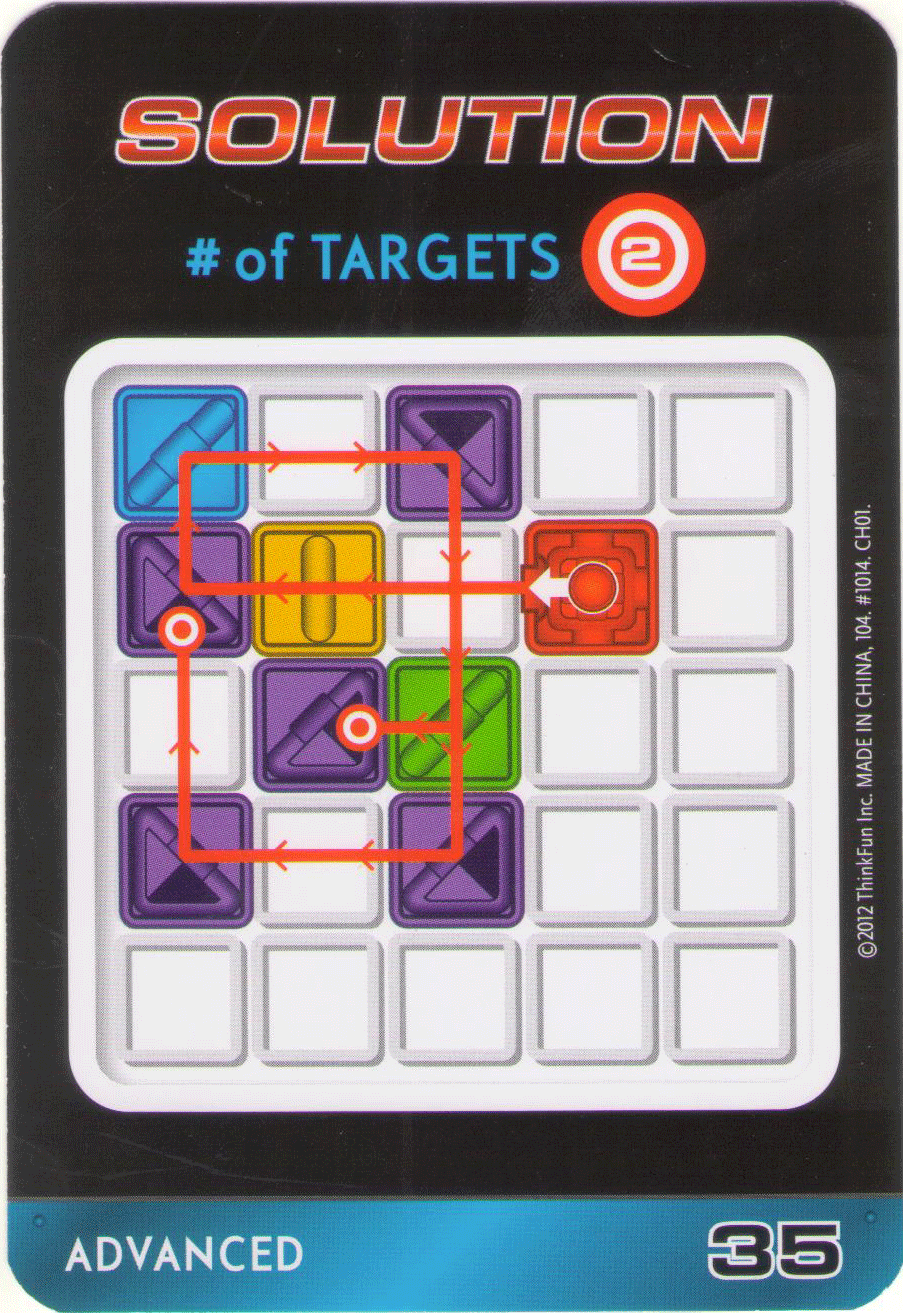 SOLUTION
# of TARGETS 2
©2012 ThinkFun Inc. MADE IN CHINA, 104. #1014. CH01.
ADVANCED 35